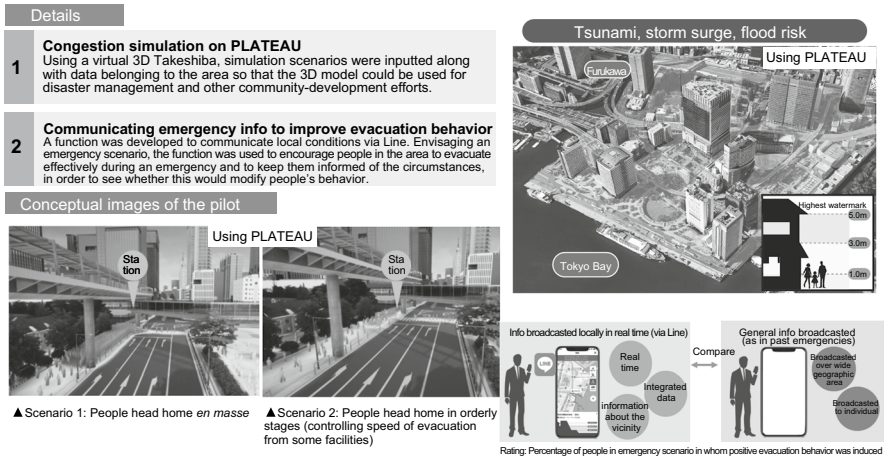 Details
1
Congestion simulation on PLATEAU
Using a virtual 3D Takeshiba, simulation scenarios were inputted along
with data belonging to the area so that the 3D model could be used for
disaster management and other community-development efforts.
2
Communicating emergency info to improve evacuation behavior
A function was developed to communicate local conditions via Line. Envisaging an
emergency scenario, the function was used to encourage people in the area to evacuate
effectively during an emergency and to keep them informed of the circumstances,
in order to see whether this would modify people's behavior.
Conceptual images of the pilot
Using PLATEAU
Sta
tion
Sta
tion
▲Scenario 1: People head home en masse
▲Scenario 2: People head home in orderly
stages (controlling speed of evacuation
from some facilities)
Tsunami, storm surge, flood risk
Using PLATEAU
Furukawa
Tokyo Bay
Highest watermark
5.0m
3.0m
1.0m
Info broadcasted locally in real time (via Line)
LINE
Real
time
Integrated
data
information
about the
vicinity
Compare
General info broadcasted
(as in past emergencies)
Broadcasted
over wide
geographic
area
Broadcasted
to individual
Rating: Percentage of people in emergency scenario in whom positive evacuation behavior was induced